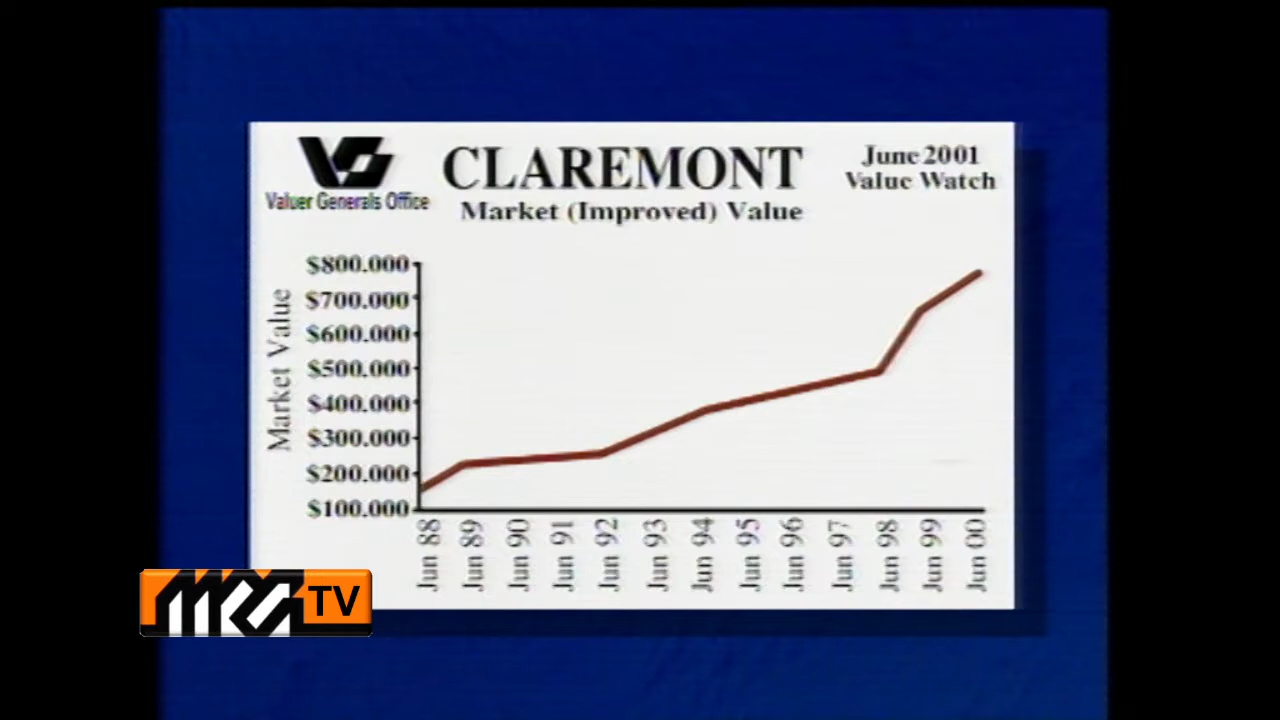 CLAREMONT
Market (Improved) Value
Valuer Generals Office
June 2001
Value Watch
Market Value
$800.000
$700.000
$600.000
$500.000
$400.000
$300.000
$200.000
$100.000
Jun 88
Jun 89
Jun 90
Jun 91
Jun 92
Jun 93
Jun 94
Jun 95
Jun 96
Jun 97
Jun 98
Jun 99
Jun 00
TV